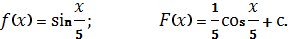 f(x) = sin x/5; F(x) = 1/5 cos x/5 + c.